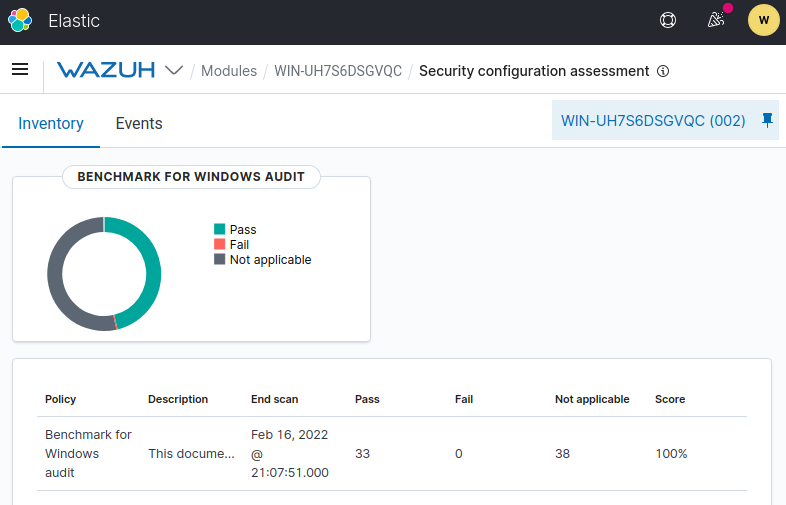 Elastic
W
WAZUH / Modules / WIN-UH7S6DSGVQC / Security configuration assessment
Inventory Events WIN-UH7S6DSGVQC (002)
BENCHMARK FOR WINDOWS AUDIT
Pass
Fail
Not applicable
Policy Description End scan Pass Fail Not applicable Score
Benchmark for Windows audit This docume... Feb 16, 2022 @ 21:07:51.000 33 0 38 100%